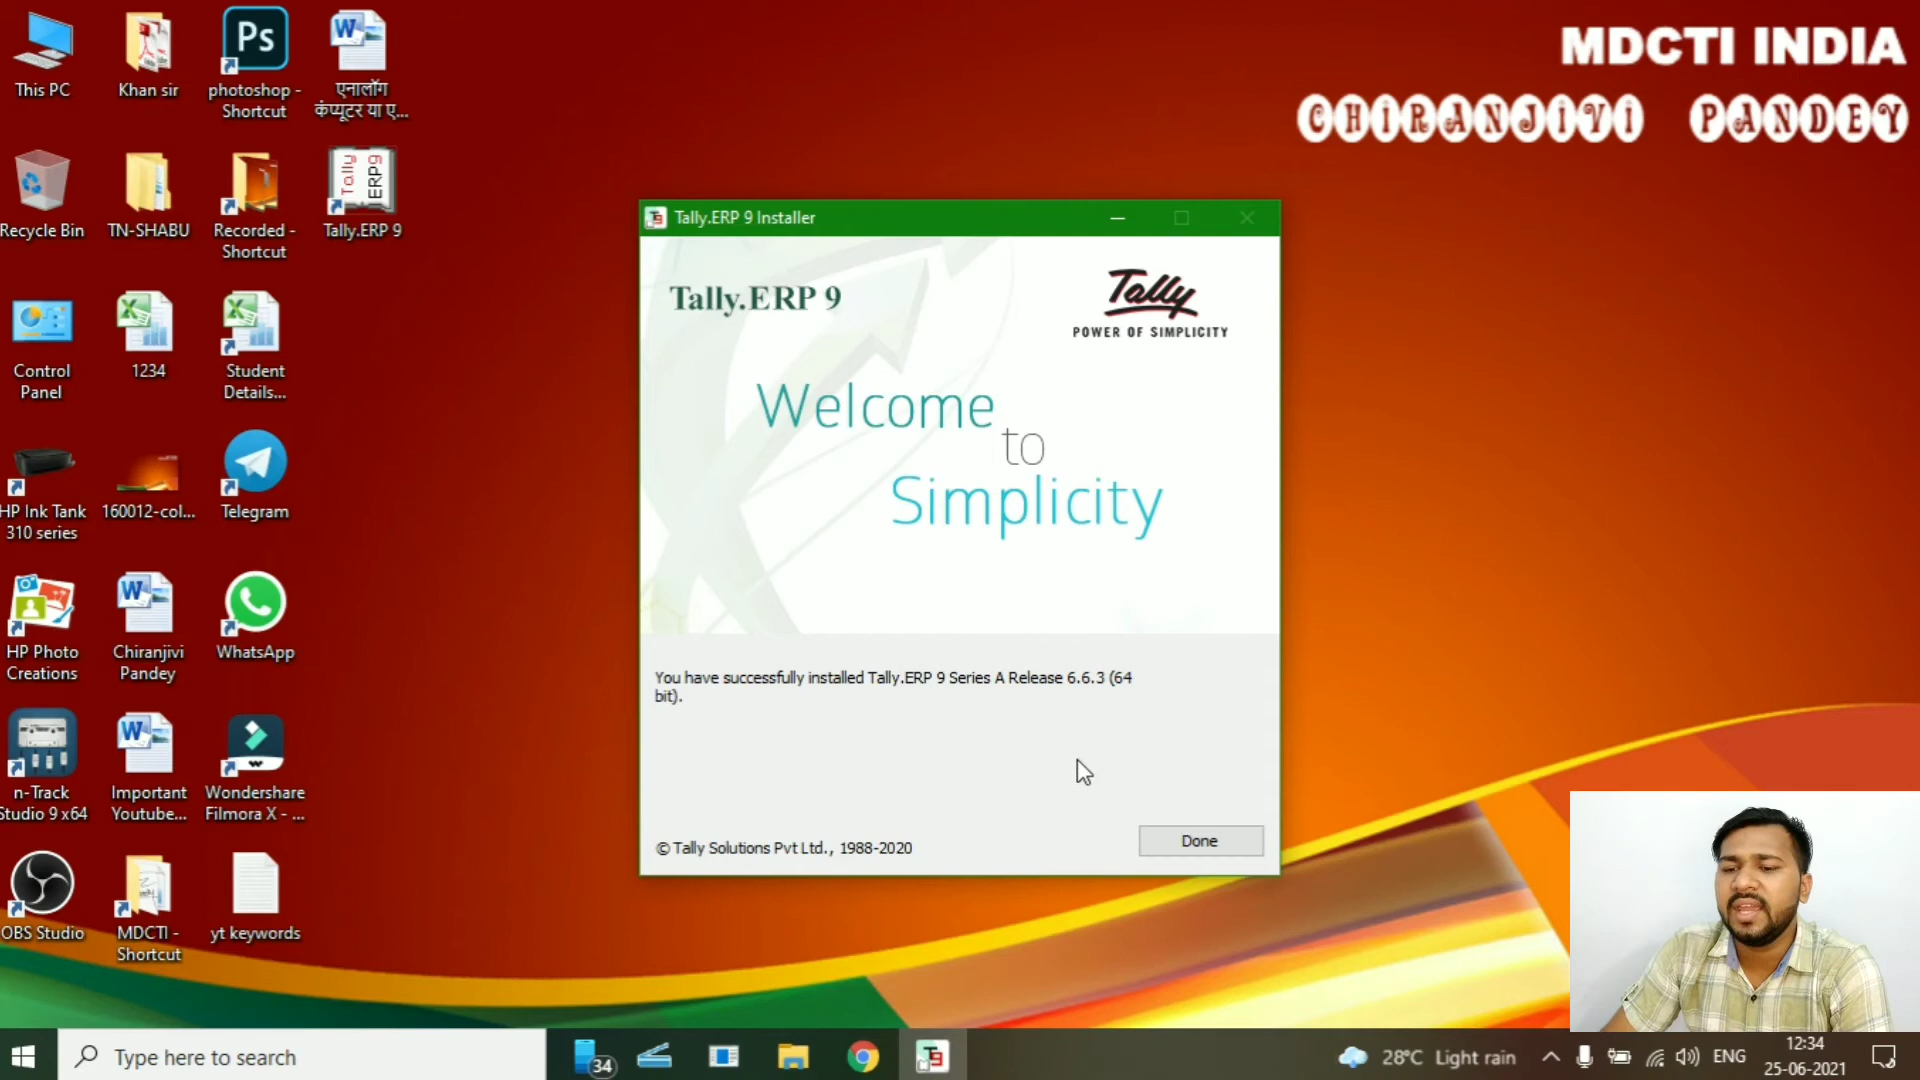 MDCTI INDIA
CHiRANJiVi PANDEY
This PC
Khan sir
Ps
photoshop -
Shortcut
एनालॉग
कंप्यूटर या ए...
Recycle Bin
TN-SHABU
Recorded -
Shortcut
Tally
ERP9
Tally.ERP 9
Control
Panel
1234
Student
Details...
HP Ink Tank
310 series
160012-col...
Telegram
HP Photo
Creations
Chiranjivi
Pandey
WhatsApp
n-Track
Studio 9 x64
Important
Youtube...
Wondershare
Filmora X - ...
OBS Studio
MDCTI -
Shortcut
yt keywords
Tally.ERP 9 Installer
Tally.ERP 9
Tally
POWER OF SIMPLICITY
Welcome
to
Simplicity
You have successfully installed Tally.ERP 9 Series A Release 6.6.3 (64
bit).
© Tally Solutions Pvt Ltd., 1988-2020
Done
Type here to search
34
28°C Light rain
ENG
12:34
25-06-2021